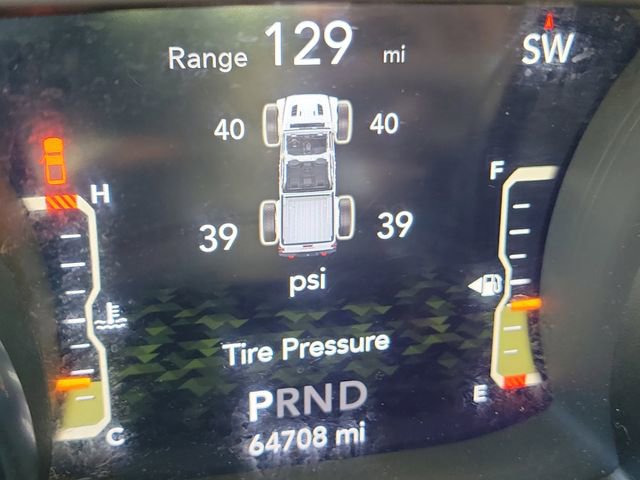 Range 129 mi
SW
40 40
H
F
39 39
psi
Tire Pressure
PRND
E
64708 mi
C